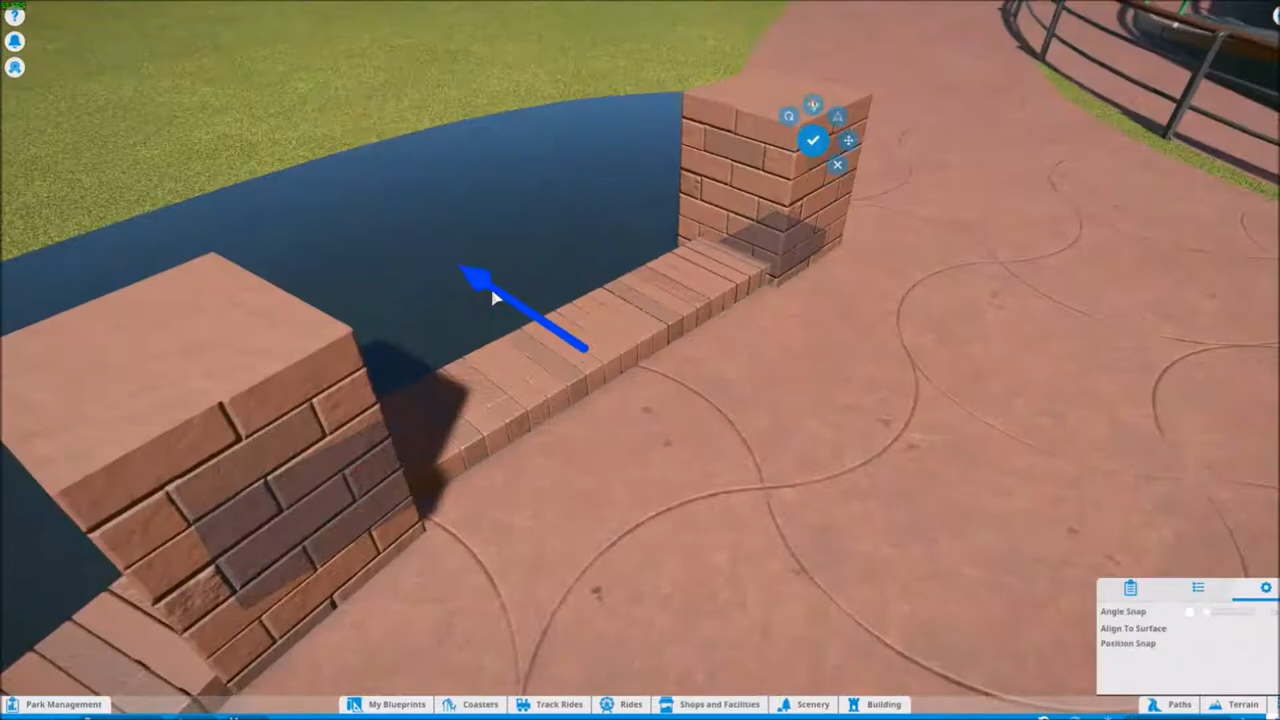 ?
Angle Snap
Align To Surface
Position Snap
Park Management
My Blueprints
Coasters
Track Rides
Rides
Shops and Facilities
Scenery
Building
Paths
Terrain